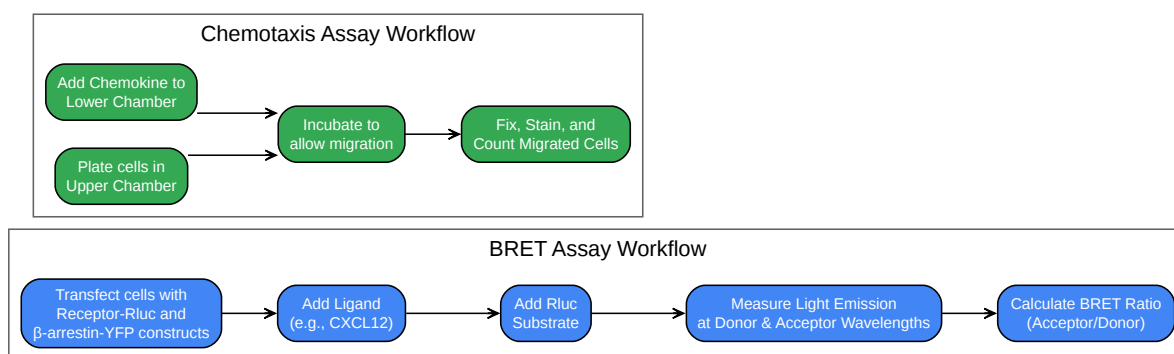 Chemotaxis Assay Workflow
Add Chemokine to
Lower Chamber
Plate cells in
Upper Chamber
Incubate to
allow migration
Fix, Stain, and
Count Migrated Cells
BRET Assay Workflow
Transfect cells with
Receptor-Rluc and
β-arrestin-YFP constructs
Add Ligand
(e.g., CXCL12)
Add Rluc
Substrate
Measure Light Emission
at Donor & Acceptor Wavelengths
Calculate BRET Ratio
(Acceptor/Donor)